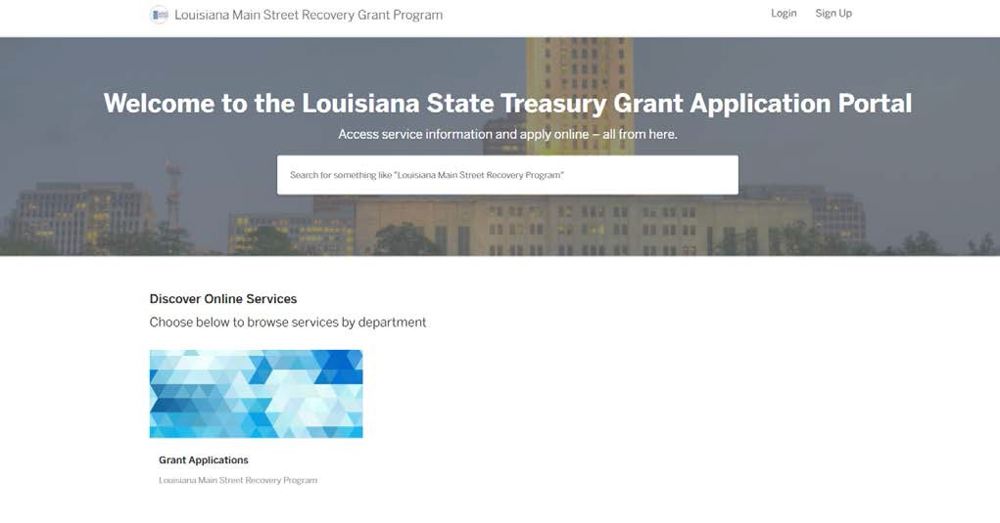 Louisiana Main Street Recovery Grant Program
Login
Sign Up
Welcome to the Louisiana State Treasury Grant Application Portal
Access service information and apply online – all from here.
Search for something like "Louisiana Main Street Recovery Program"
Discover Online Services
Choose below to browse services by department
Grant Applications
Louisiana Main Street Recovery Program